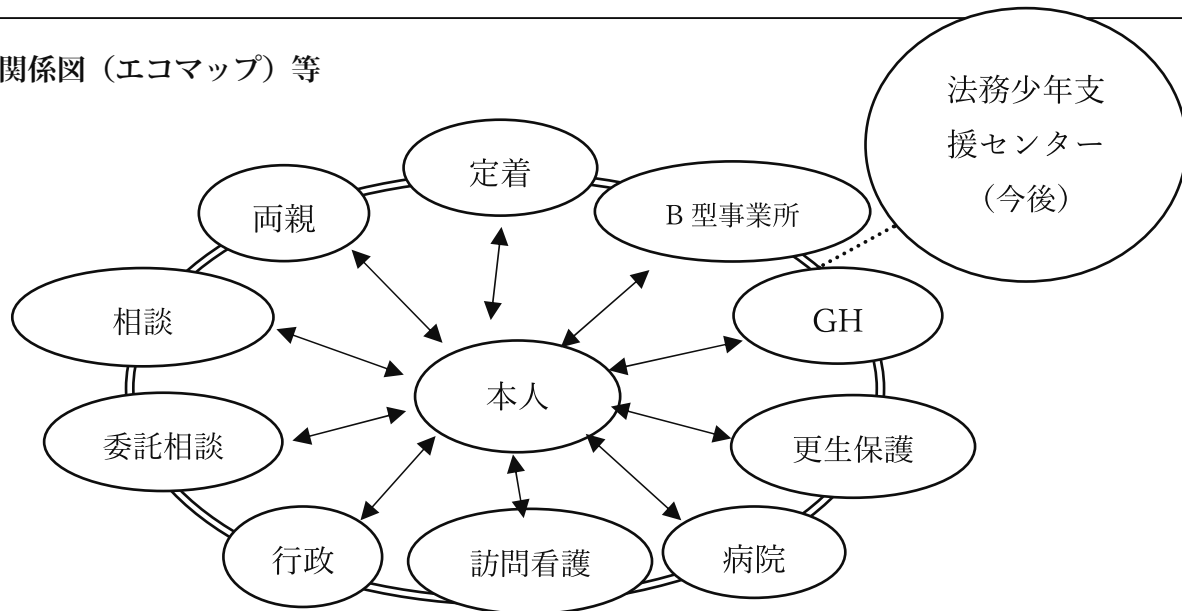 関係図（エコマップ）等
法務少年支
援センター
（今後）
定着
両親
B 型事業所
相談
GH
本人
委託相談
更生保護
行政
訪問看護
病院